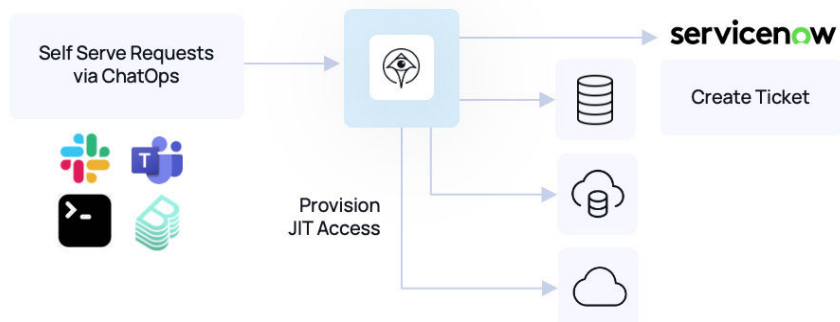 Self Serve Requests
via ChatOps
servicenow
Create Ticket
T
Provision
JIT Access